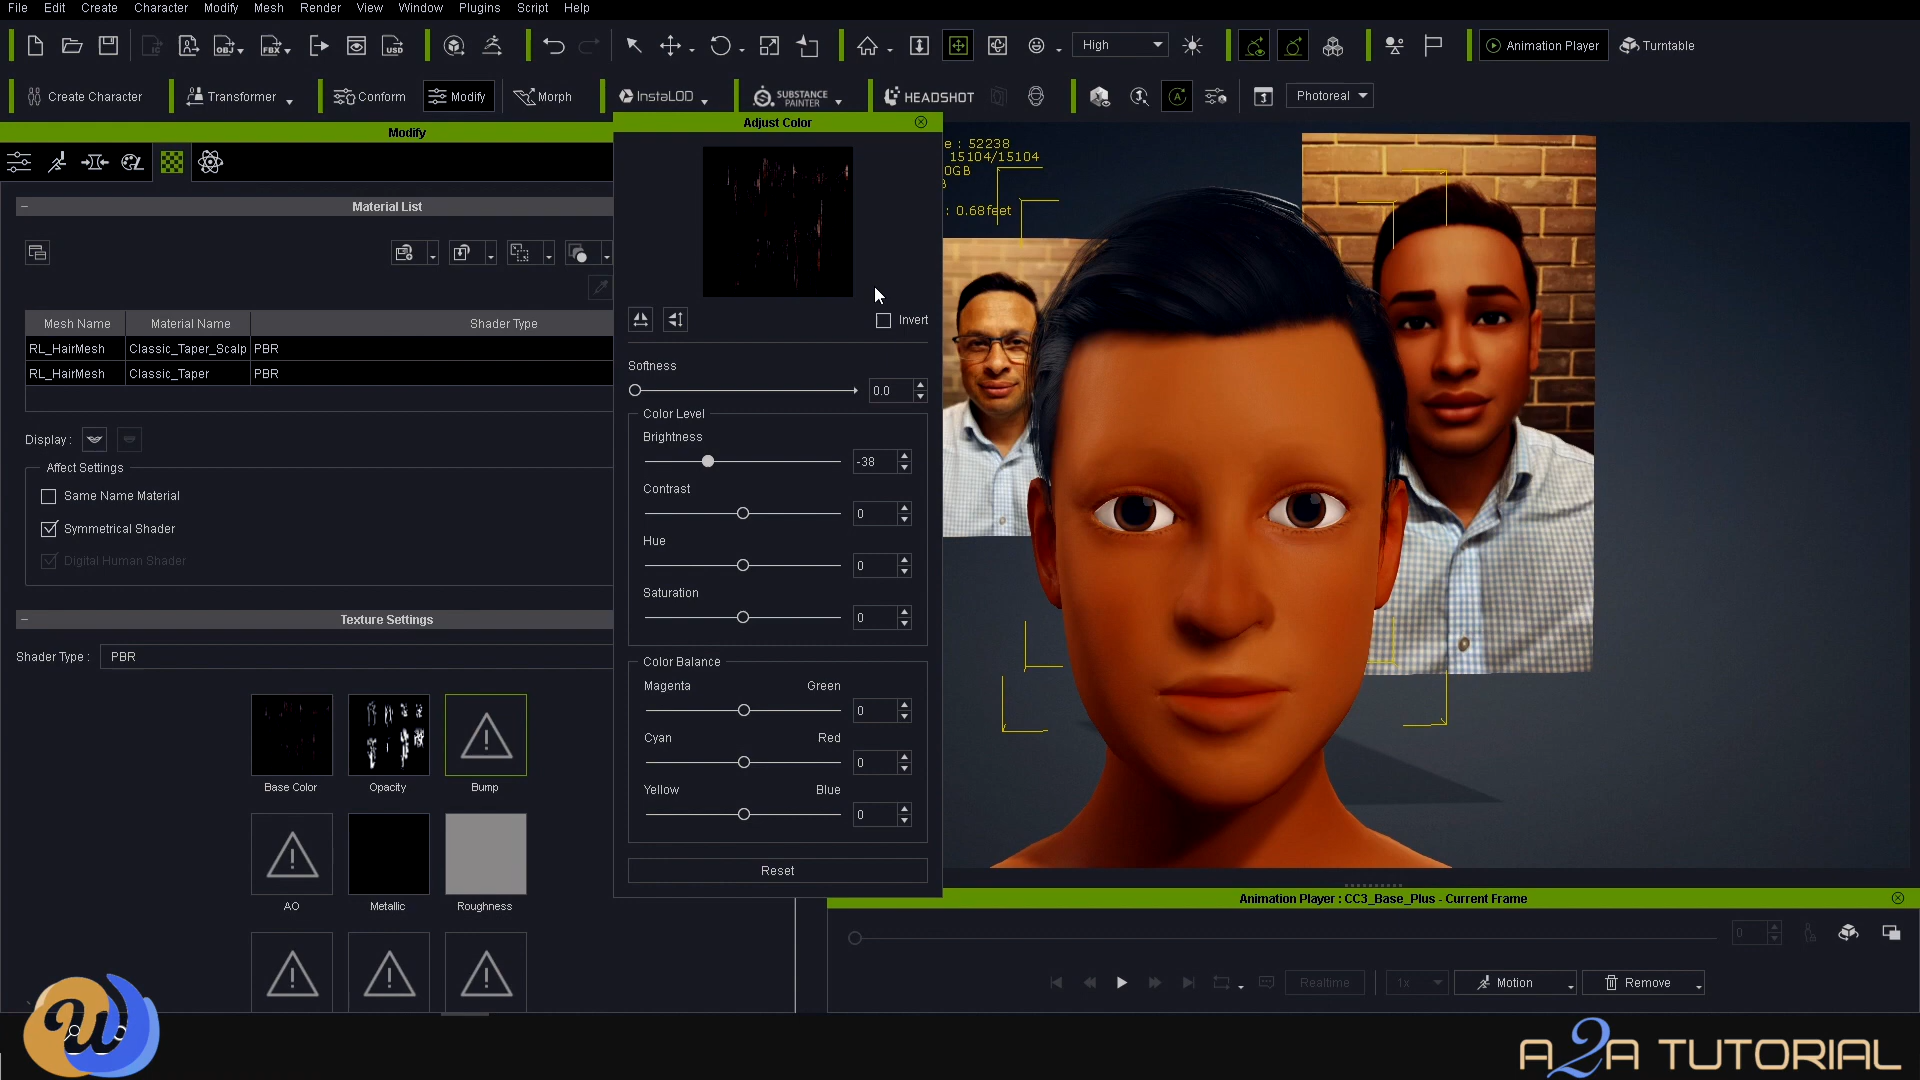 File Edit Create Character Modify Mesh Render View Window Plugins Script Help
High
Animation Player
Turntable
Create Character
Transformer
Conform
Modify
Morph
InstaLOD
SUBSTANCE PAINTER
HEADSHOT
Photoreal
Modify
Material List
Mesh Name Material Name Shader Type
RL_HairMesh Classic_Taper_Scalp PBR
RL_HairMesh Classic_Taper PBR
Display :
Affect Settings
Same Name Material
Symmetrical Shader
Digital Human Shader
Texture Settings
Shader Type : PBR
Base Color Opacity Bump
AO Metallic Roughness
Adjust Color
Invert
Softness
0.0
Color Level
Brightness
-38
Contrast
0
Hue
0
Saturation
0
Color Balance
Magenta Green
0
Cyan Red
0
Yellow Blue
0
Reset
e : 52238
15104/15104
0GB
: 0.68feet
Animation Player : CC3_Base_Plus - Current Frame
0
Realtime
1x
Motion
Remove
A2A TUTORIAL